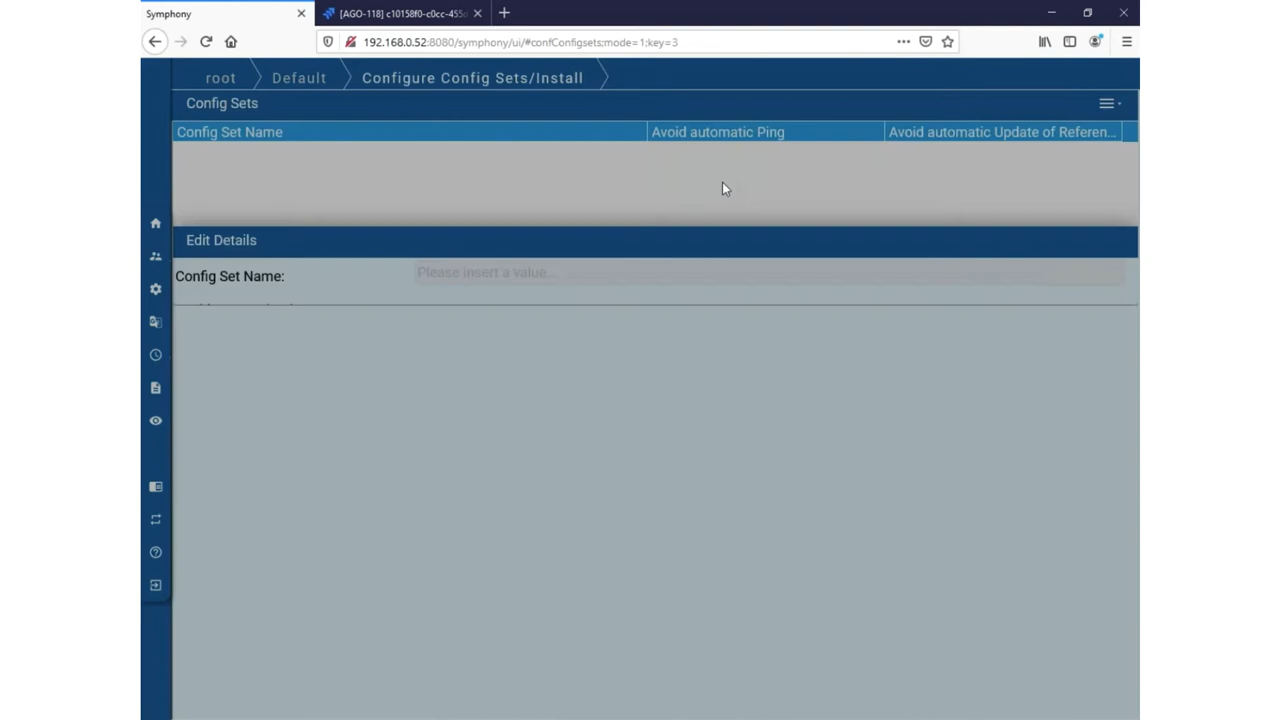 Symphony
[AGO-118] c10158f0-c0cc-455
192.168.0.52:8080/symphony/ui/#confConfigsets;mode=1;key=3
root Default Configure Config Sets/Install
Config Sets
Config Set Name Avoid automatic Ping Avoid automatic Update of Referen...
Edit Details
Config Set Name: Please insert a value...